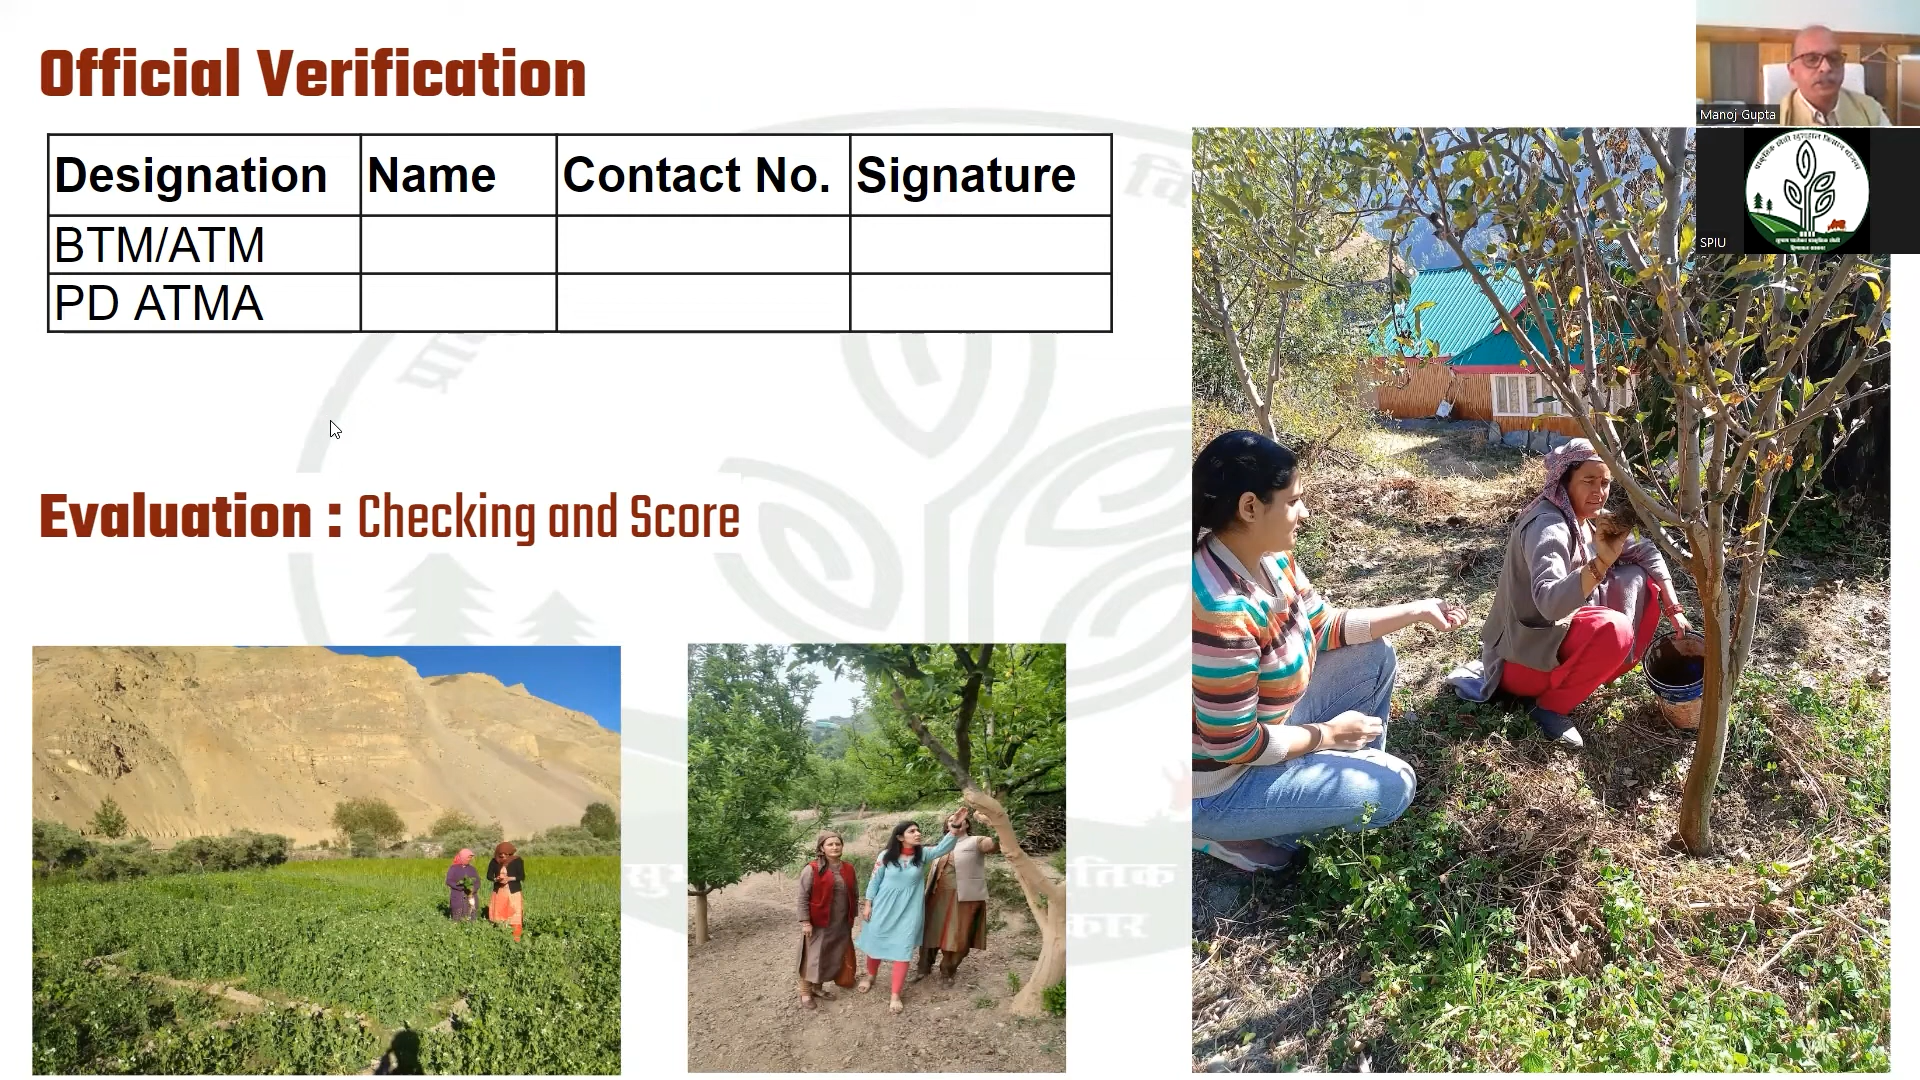 Official Verification
Designation Name Contact No. Signature
BTM/ATM
PD ATMA
Evaluation : Checking and Score
Manoj Gupta
SPIU